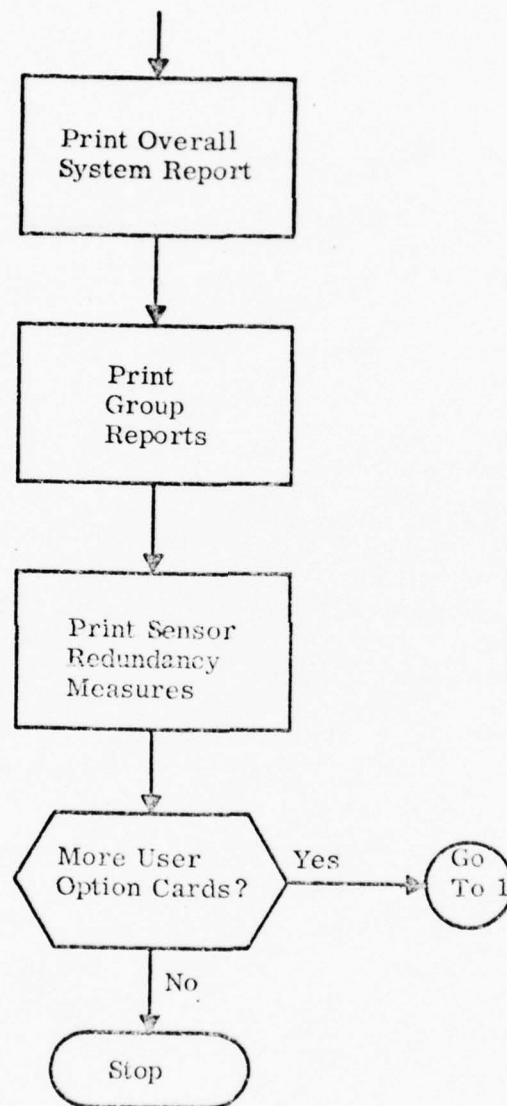 Print Overall
System Report
Print
Group
Reports
Print Sensor
Redundancy
Measures
More User
Option Cards?
Yes
Go
To 1
No
Stop